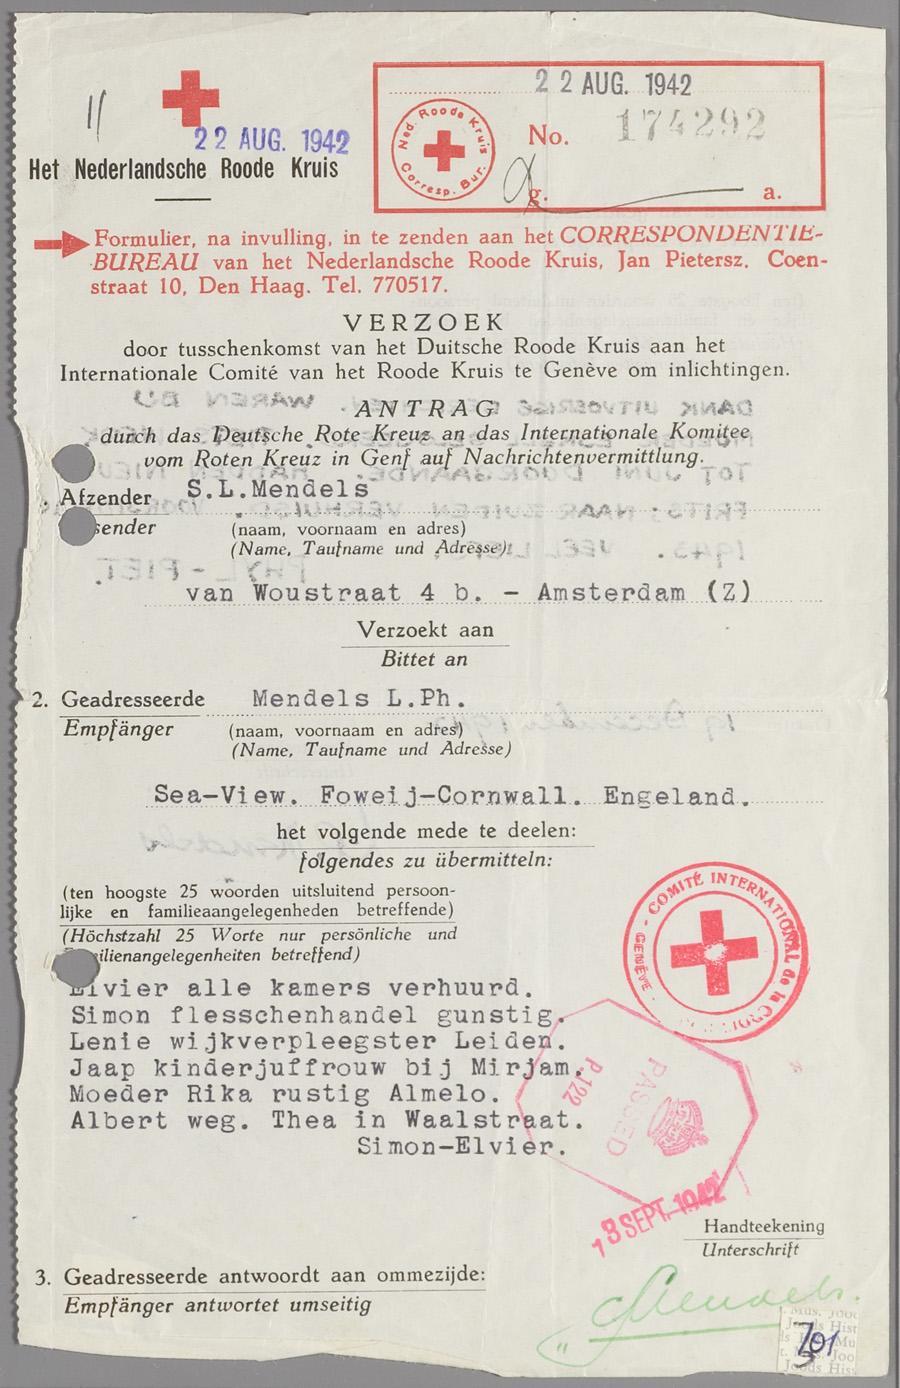 22 AUG. 1942
Het Nederlandsche Roode Kruis
22 AUG. 1942
No. 174292
Ned. Roode Kruis
Corresp. Bur.
g. a.
Formulier, na invulling, in te zenden aan het CORRESPONDENTIE-
BUREAU van het Nederlandsche Roode Kruis, Jan Pietersz. Coen-
straat 10, Den Haag. Tel. 770517.
VERZOEK
door tusschenkomst van het Duitsche Roode Kruis aan het
Internationale Comité van het Roode Kruis te Genève om inlichtingen.
ANTRAG
durch das Deutsche Rote Kreuz an das Internationale Komitee
vom Roten Kreuz in Genf auf Nachrichtenvermittlung.
Afzender S.L.Mendels
sender (naam, voornaam en adres)
(Name, Taufname und Adresse)
van Woustraat 4 b. - Amsterdam (Z)
Verzoekt aan
Bittet an
2. Geadresseerde Mendels L.Ph.
Empfänger (naam, voornaam en adres)
(Name, Taufname und Adresse)
Sea-View. Foweij-Cornwall. Engeland.
het volgende mede te deelen:
folgendes zu übermitteln:
(ten hoogste 25 woorden uitsluitend persoon-
lijke en familieaangelegenheden betreffende)
(Höchstzahl 25 Worte nur persönliche und
ilienangelegenheiten betreffend)
COMITÉ INTERNATIONAL de la
GENÈVE
Elvier alle kamers verhuurd.
Simon flesschenhandel gunstig.
Lenie wijkverpleegster Leiden.
Jaap kinderjuffrouw bij Mirjam.
Moeder Rika rustig Almelo.
Albert weg. Thea in Waalstraat.
Simon-Elvier.
PASSED
P.122
SEPT. 1942
Handteekening
Unterschrift
3. Geadresseerde antwoordt aan ommezijde:
Empfänger antwortet umseitig
Mendels.